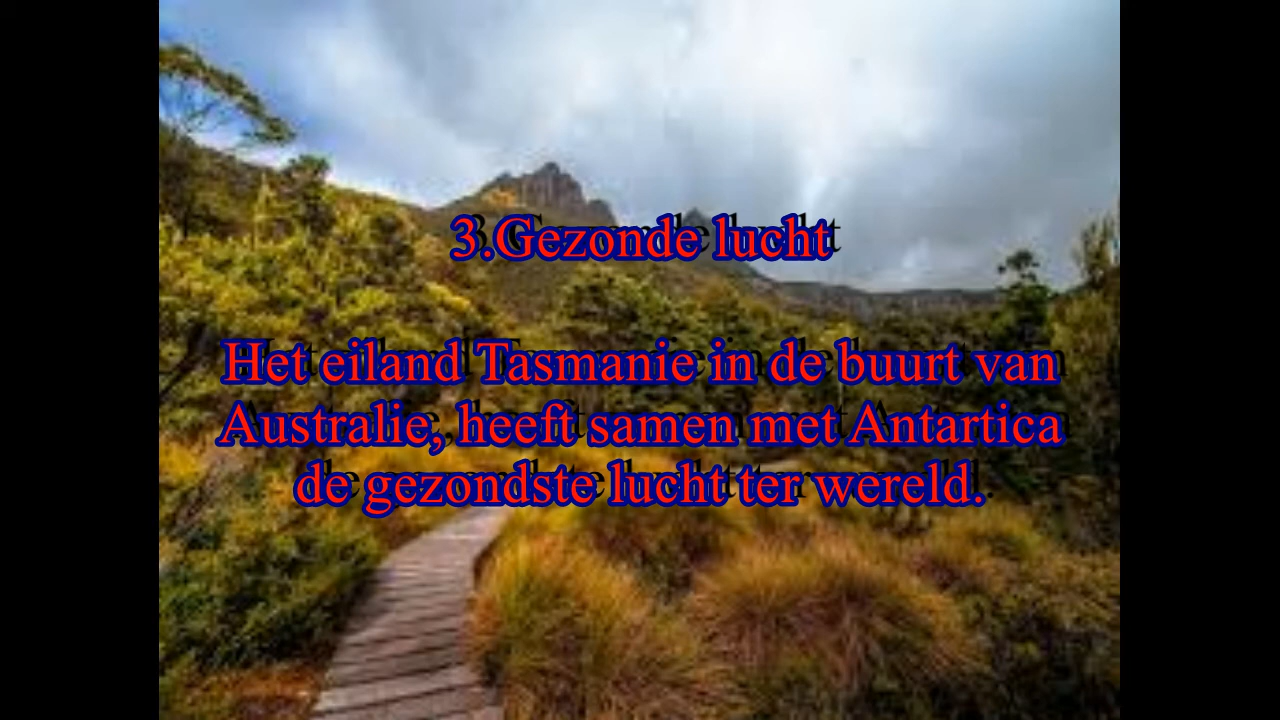 3.Gezonde lucht
Het eiland Tasmanie in de buurt van
Australie, heeft samen met Antartica
de gezondste lucht ter wereld.